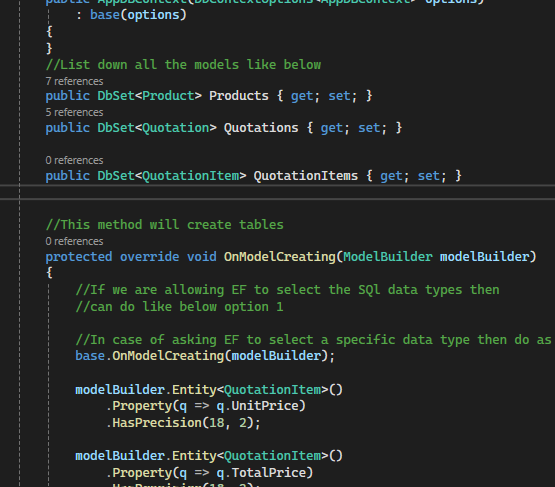 public AppDBContext(DbContextOptions<AppDBContext> options)
: base(options)
{
}
//List down all the models like below
7 references
public DbSet<Product> Products { get; set; }
5 references
public DbSet<Quotation> Quotations { get; set; }
0 references
public DbSet<QuotationItem> QuotationItems { get; set; }
//This method will create tables
0 references
protected override void OnModelCreating(ModelBuilder modelBuilder)
{
//If we are allowing EF to select the SQl data types then
//can do like below option 1
//In case of asking EF to select a specific data type then do as
base.OnModelCreating(modelBuilder);
modelBuilder.Entity<QuotationItem>()
.Property(q => q.UnitPrice)
.HasPrecision(18, 2);
modelBuilder.Entity<QuotationItem>()
.Property(q => q.TotalPrice)
.HasPrecision(18, 2);